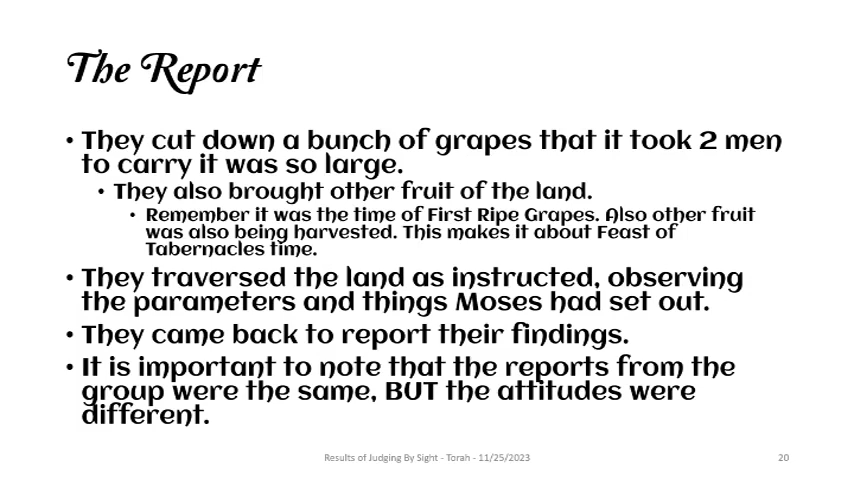 The Report
• They cut down a bunch of grapes that it took 2 men
to carry it was so large.
• They also brought other fruit of the land.
• Remember it was the time of First Ripe Grapes. Also other fruit
was also being harvested. This makes it about Feast of
Tabernacles time.
• They traversed the land as instructed, observing
the parameters and things Moses had set out.
• They came back to report their findings.
• It is important to note that the reports from the
group were the same, BUT the attitudes were
different.
Results of Judging By Sight - Torah - 11/25/2023
20